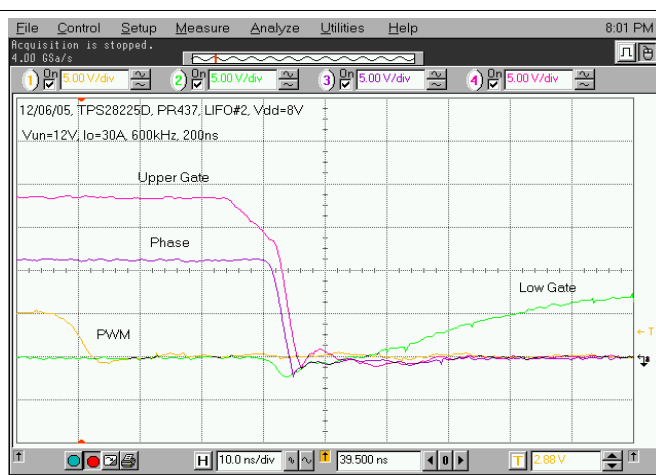 File Control Setup Measure Analyze Utilities Help 8:01 PM
Acquisition is stopped.
4.00 GSa/s
1 On 5.00 V/div 2 On 5.00 V/div 3 On 5.00 V/div 4 On 5.00 V/div
12/06/05, TPS28225D, PR437, LIFO#2, Vdd=8V
Vun=12V, Io=30A, 600kHz, 200ns
Upper Gate
Phase
Low Gate
PWM
T
H 10.0 ns/div 39.500 ns 0 T 2.88 V